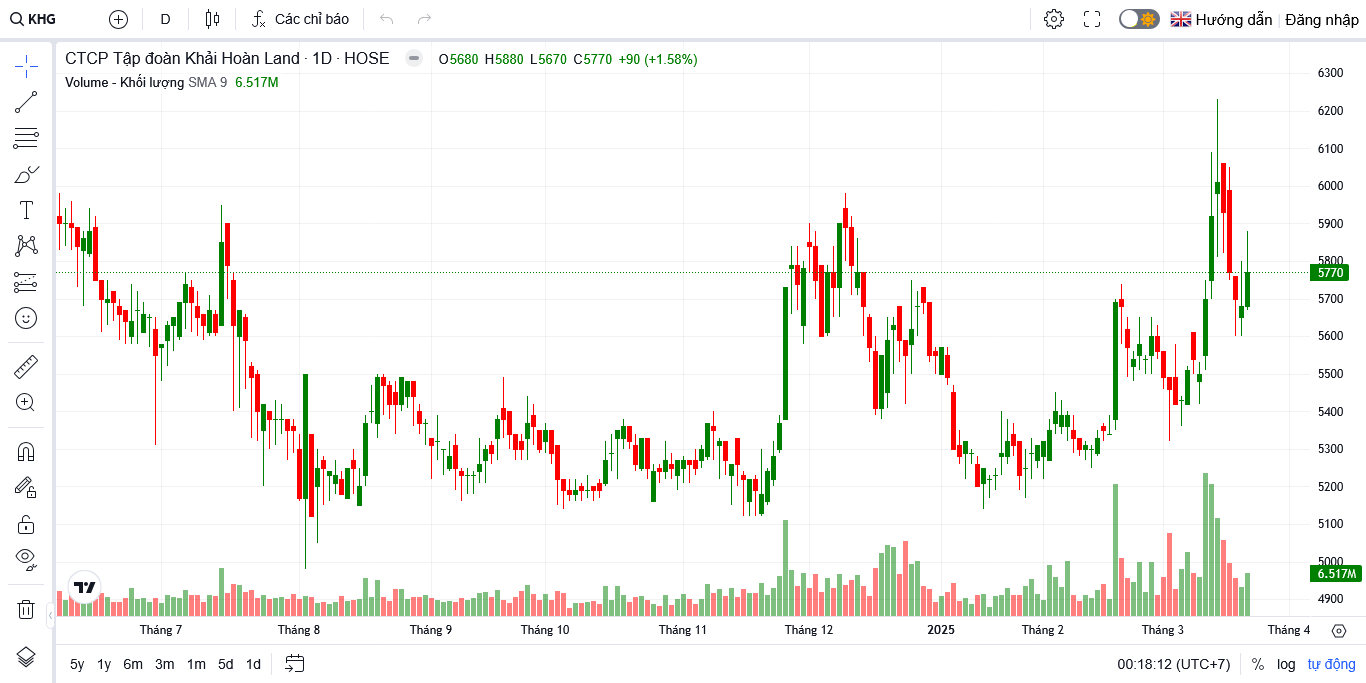 KHG D Các chỉ báo Hướng dẫn Đăng nhập
CTCP Tập đoàn Khải Hoàn Land · 1D · HOSE O5680 H5880 L5670 C5770 +90 (+1.58%)
Volume - Khối lượng SMA 9 6.517M
6300
6200
6100
6000
5900
5800
5770
5700
5600
5500
5400
5300
5200
5100
5000
6.517M
4900
Tháng 7 Tháng 8 Tháng 9 Tháng 10 Tháng 11 Tháng 12 2025 Tháng 2 Tháng 3 Tháng 4
5y 1y 6m 3m 1m 5d 1d 00:18:12 (UTC+7) % log tự động